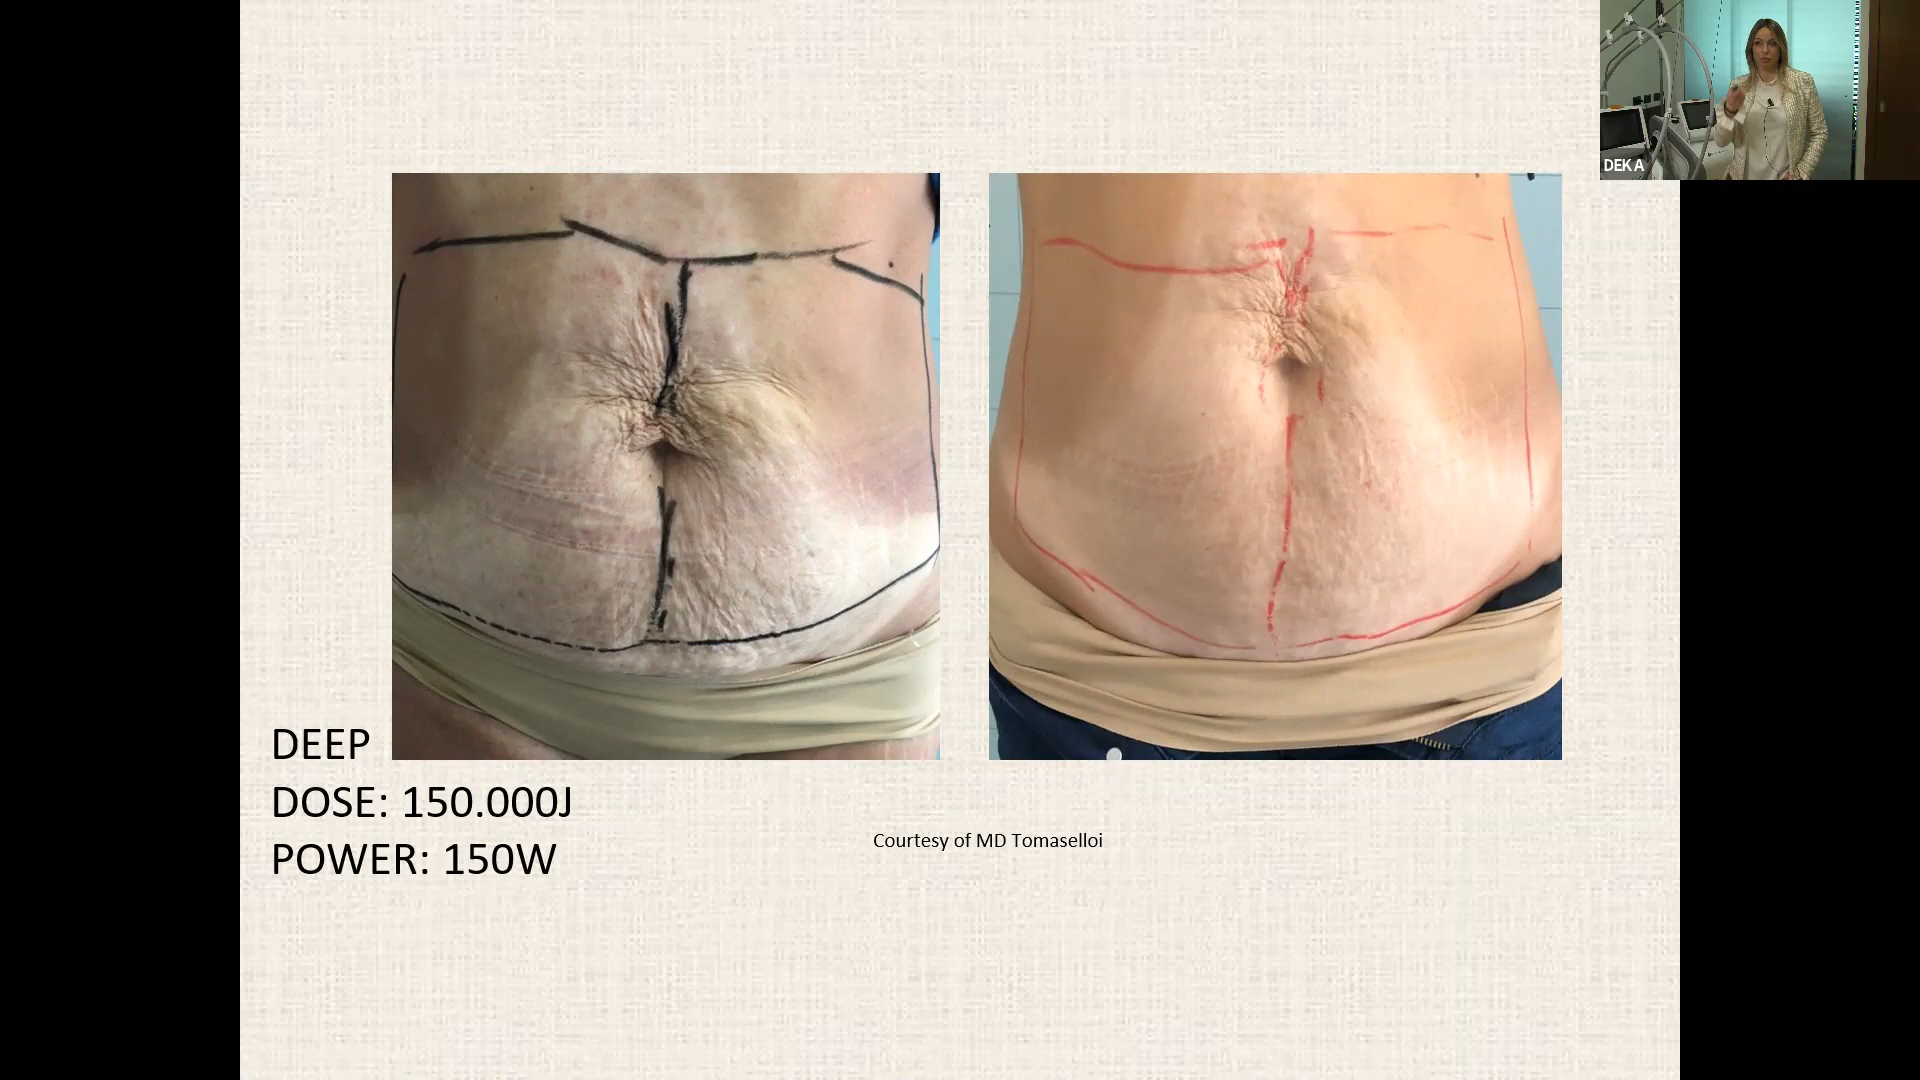 DEKA
DEEP
DOSE: 150.000J
POWER: 150W
Courtesy of MD Tomaselloi